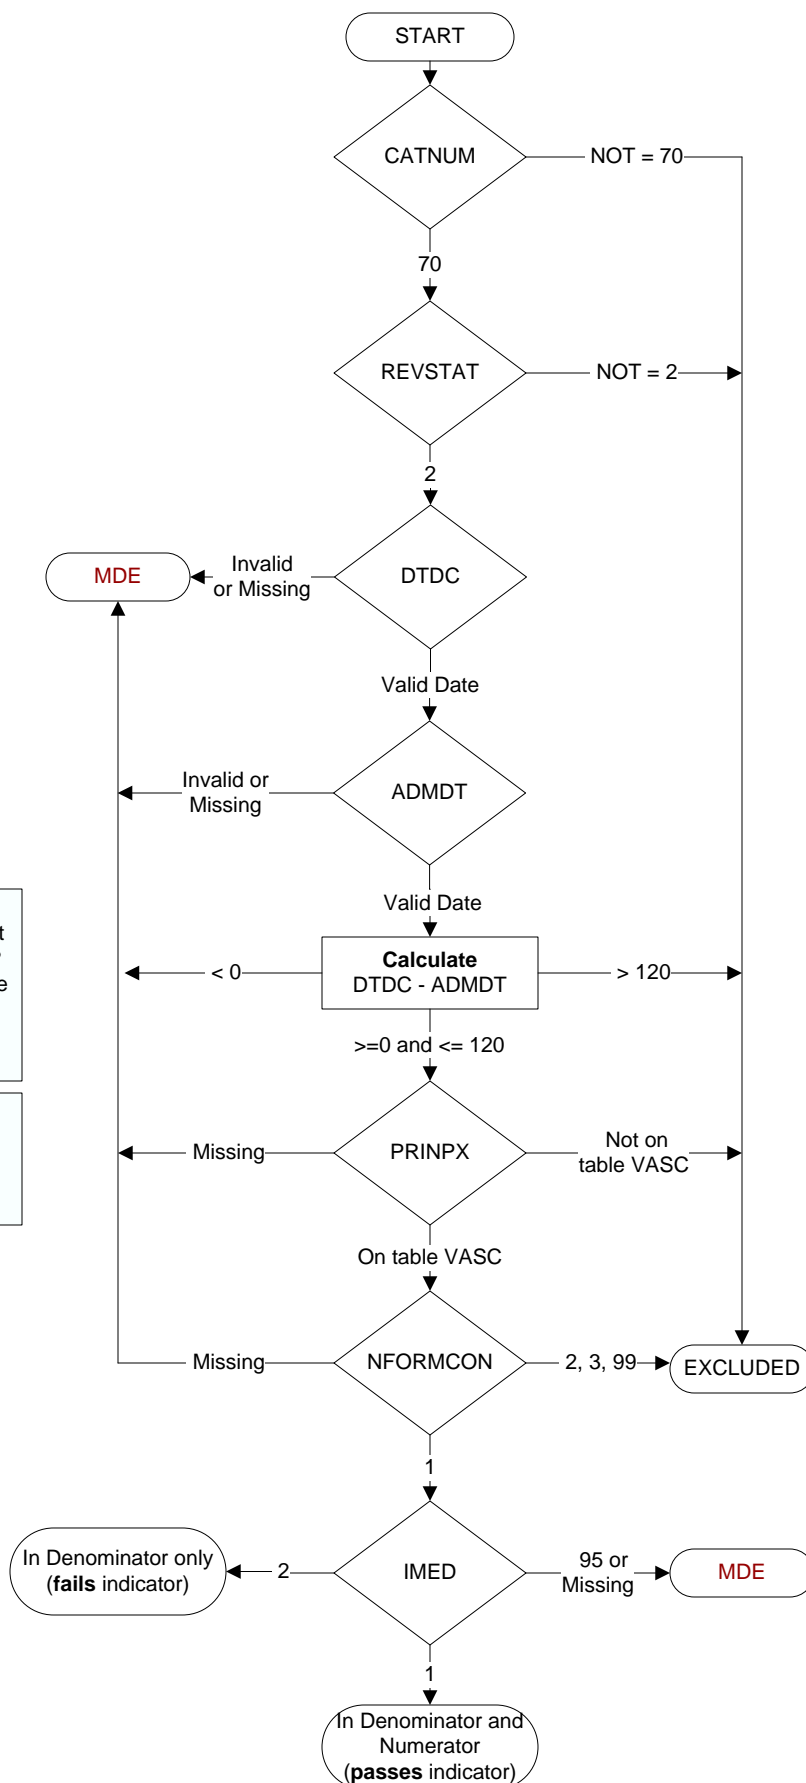 START
CATNUM
NOT = 70
70
REVSTAT
NOT = 2
2
Invalid
or Missing
MDE
DTDC
Valid Date
Invalid or
Missing
ADMDT
Valid Date
t
e
< 0
Calculate
DTDC - ADMDT
> 120
>=0 and <= 120
Missing
PRINPX
Not on
table VASC
On table VASC
Missing
NFORMCON
2, 3, 99
EXCLUDED
1
In Denominator only
(fails indicator)
2
IMED
95 or
Missing
MDE
1
In Denominator and
Numerator
(passes indicator)